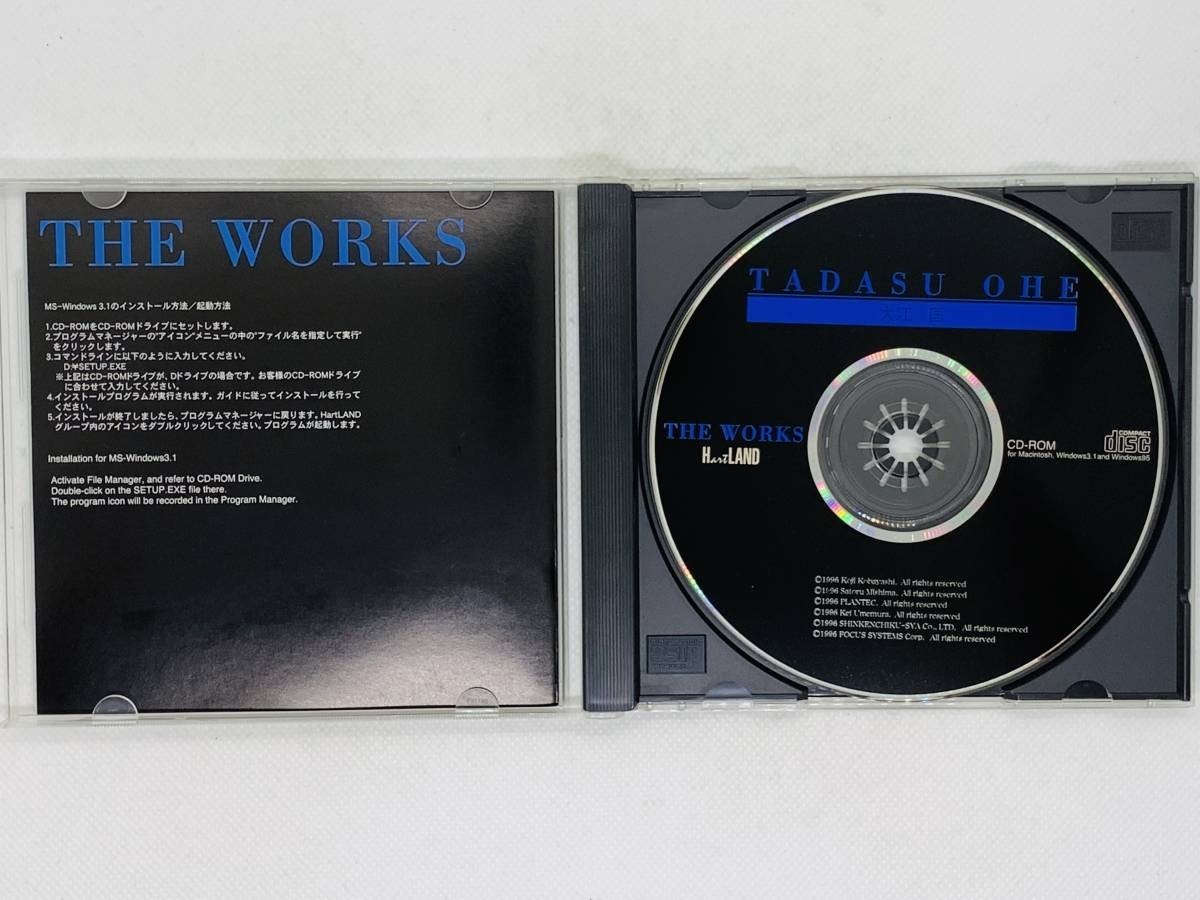 THE WORKS
MS-Windows 3.1のインストール方法／起動方法
1.CD-ROMをCD-ROMドライブにセットします。
2.プログラムマネージャーの"アイコン"メニューの中の"ファイル名を指定して実行"
をクリックします。
3.コマンドラインに以下のように入力してください。
D:¥SETUP.EXE
※上記はCD-ROMドライブが、Dドライブの場合です。お客様のCD-ROMドライブ
に合わせて入力してください。
4.インストールプログラムが実行されます。ガイドに従ってインストールを行って
ください。
5.インストールが終了しましたら、プログラムマネージャーに戻ります。HartLAND
グループ内のアイコンをダブルクリックしてください。プログラムが起動します。
Installation for MS-Windows3.1
Activate File Manager, and refer to CD-ROM Drive.
Double-click on the SETUP.EXE file there.
The program icon will be recorded in the Program Manager.
TADASU OHE
大江 匡
THE WORKS
HartLAND
CD-ROM
for Macintosh, Windows3.1 and Windows95
COMPACT
disc
©1996 Koji Kobayashi. All rights reserved
©1996 Satoru Mishima. All rights reserved
©1996 PLANTEC. All rights reserved
©1996 Kei Umemura. All rights reserved
©1996 SHINKENCHIKU-SYA Co., LTD. All rights reserved
©1996 FOCUS SYSTEMS Corp. All rights reserved